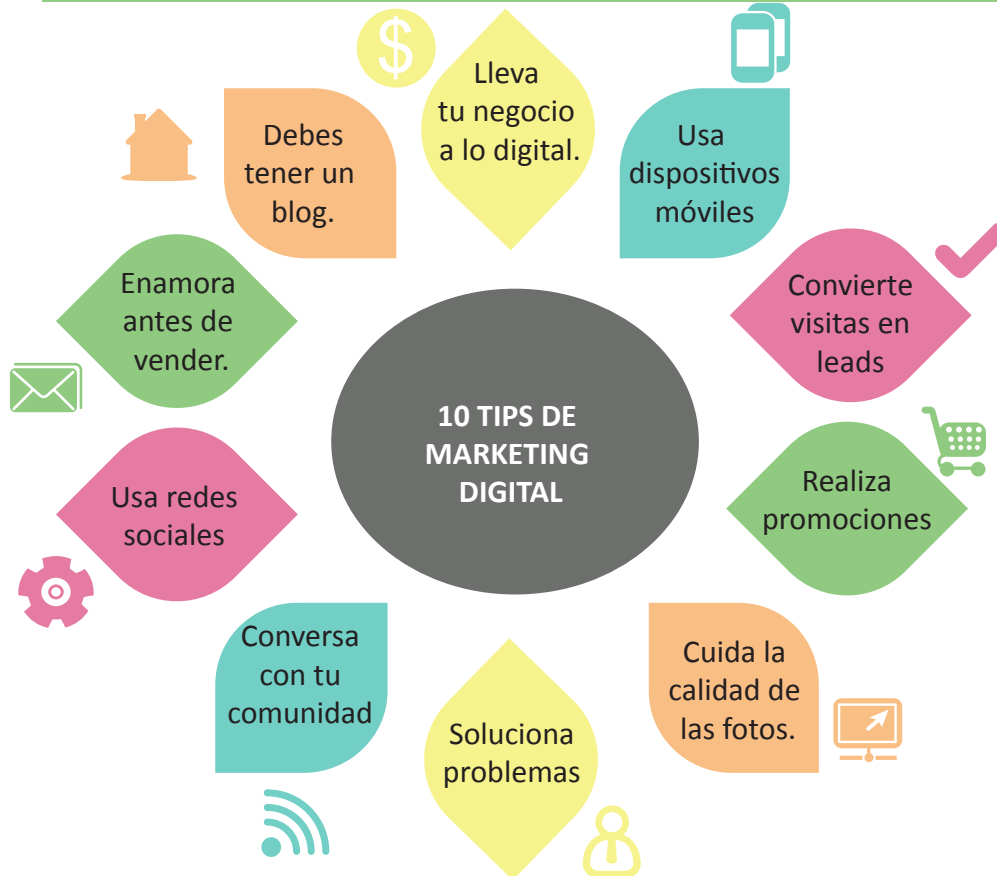 Lleva
tu negocio
a lo digital.
Usa
dispositivos
móviles
Convierte
visitas en
leads
Realiza
promociones
Cuida la
calidad de
las fotos.
Soluciona
problemas
Conversa
con tu
comunidad
Usa redes
sociales
Enamora
antes de
vender.
Debes
tener un
blog.
10 TIPS DE
MARKETING
DIGITAL
$